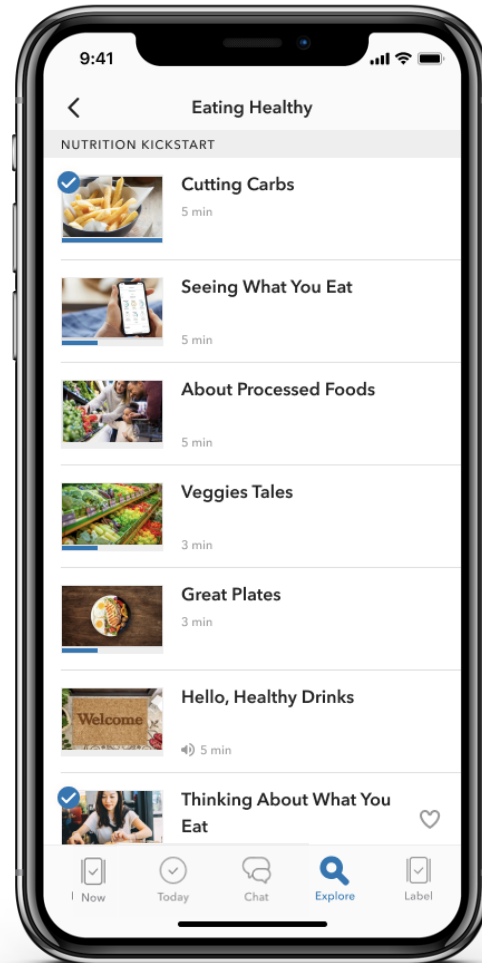 9:41
Eating Healthy
NUTRITION KICKSTART
Cutting Carbs
5 min
Seeing What You Eat
5 min
About Processed Foods
5 min
Veggies Tales
3 min
Great Plates
3 min
Hello, Healthy Drinks
Welcome
5 min
Thinking About What You
Eat
Now
Today
Chat
Explore
Label